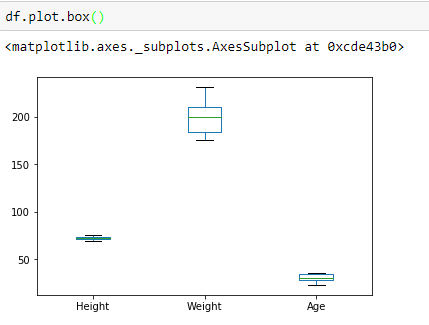 df.plot.box()
<matplotlib.axes._subplots.AxesSubplot at 0xcde43b0>
200
150
100
50
Height Weight Age